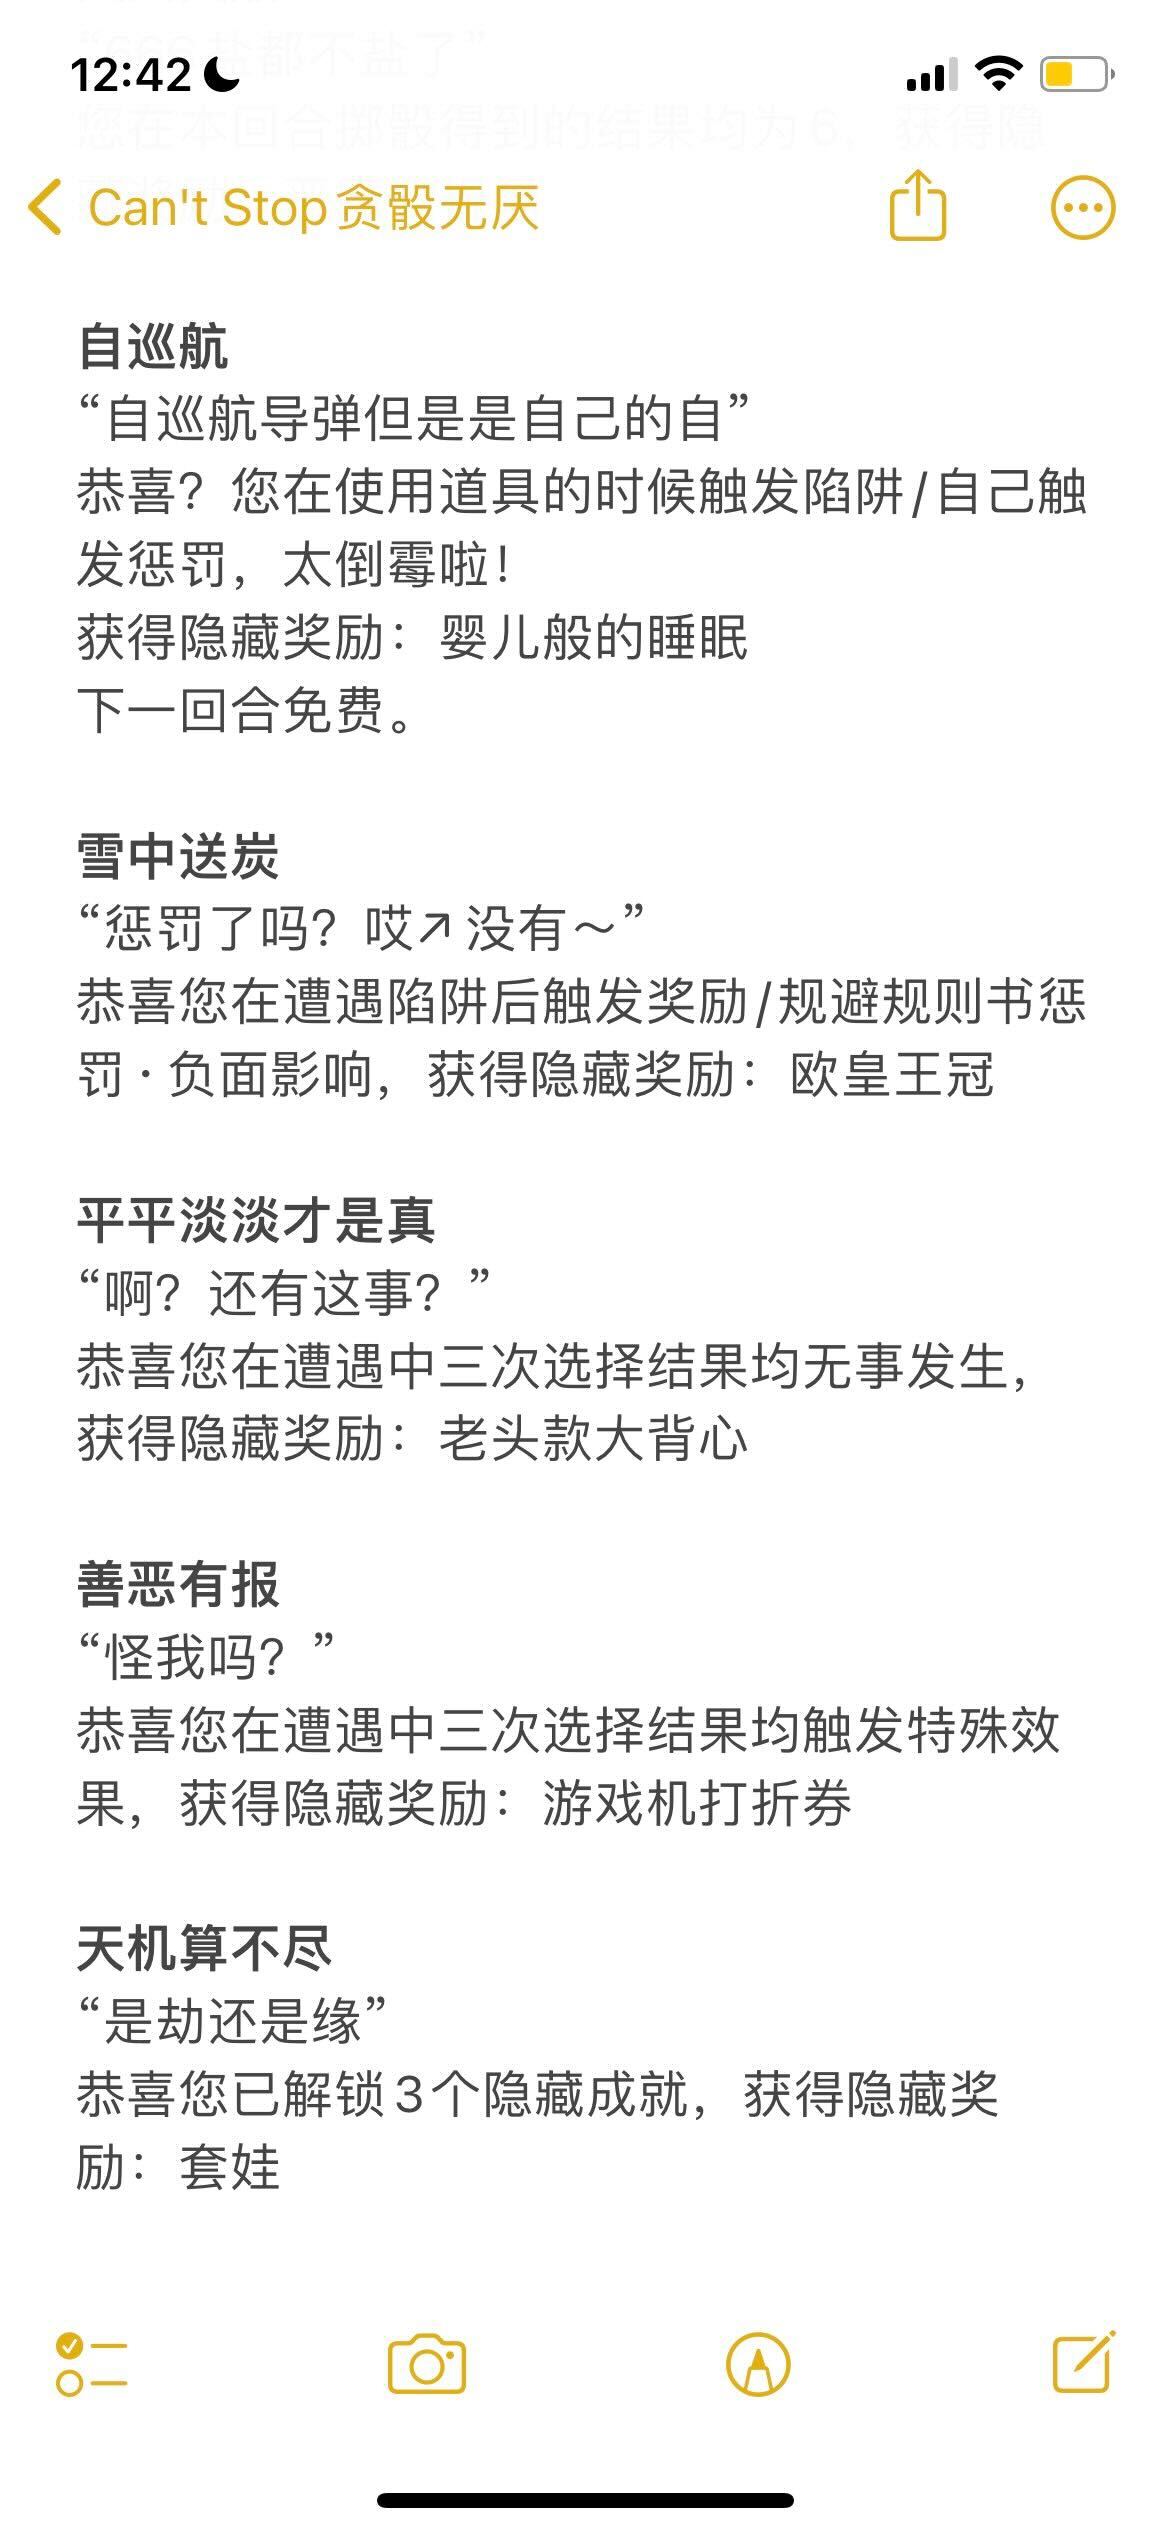 “666盐都不盐了”
12:42
您在本回合掷骰得到的结果均为6，获得隐
Can't Stop贪骰无厌
自巡航
“自巡航导弹但是是自己的自”
恭喜？您在使用道具的时候触发陷阱/自己触
发惩罚，太倒霉啦！
获得隐藏奖励：婴儿般的睡眠
下一回合免费。
雪中送炭
“惩罚了吗？哎↗没有～”
恭喜您在遭遇陷阱后触发奖励/规避规则书惩
罚·负面影响，获得隐藏奖励：欧皇王冠
平平淡淡才是真
“啊？还有这事？”
恭喜您在遭遇中三次选择结果均无事发生，
获得隐藏奖励：老头款大背心
善恶有报
“怪我吗？”
恭喜您在遭遇中三次选择结果均触发特殊效
果，获得隐藏奖励：游戏机打折券
天机算不尽
“是劫还是缘”
恭喜您已解锁3个隐藏成就，获得隐藏奖
励：套娃